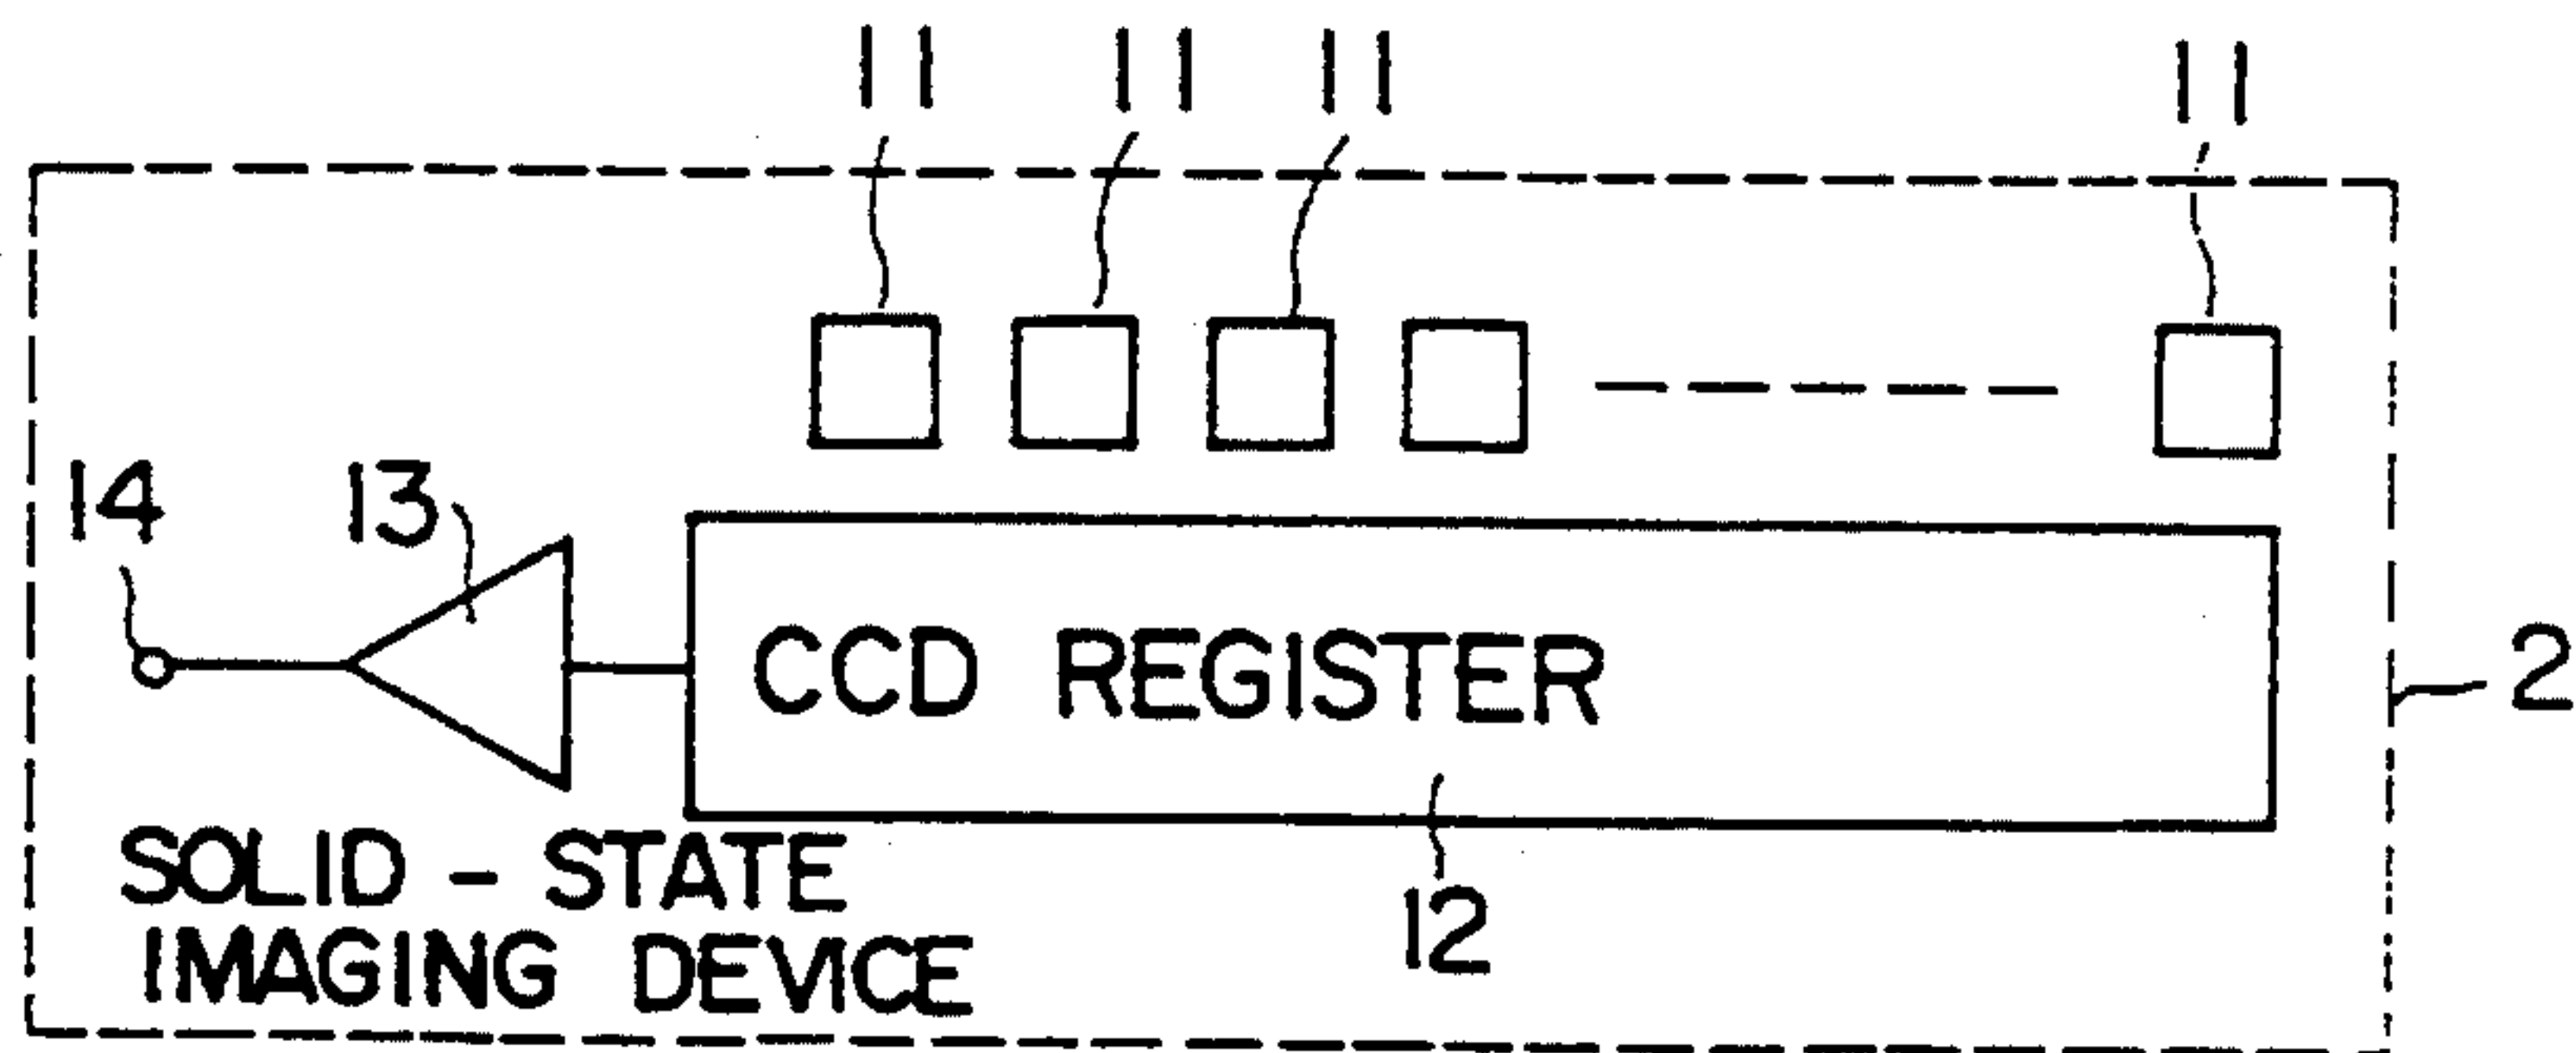 11 11 11 11
14 13
CCD REGISTER
2
SOLID - STATE
IMAGING DEVICE
12